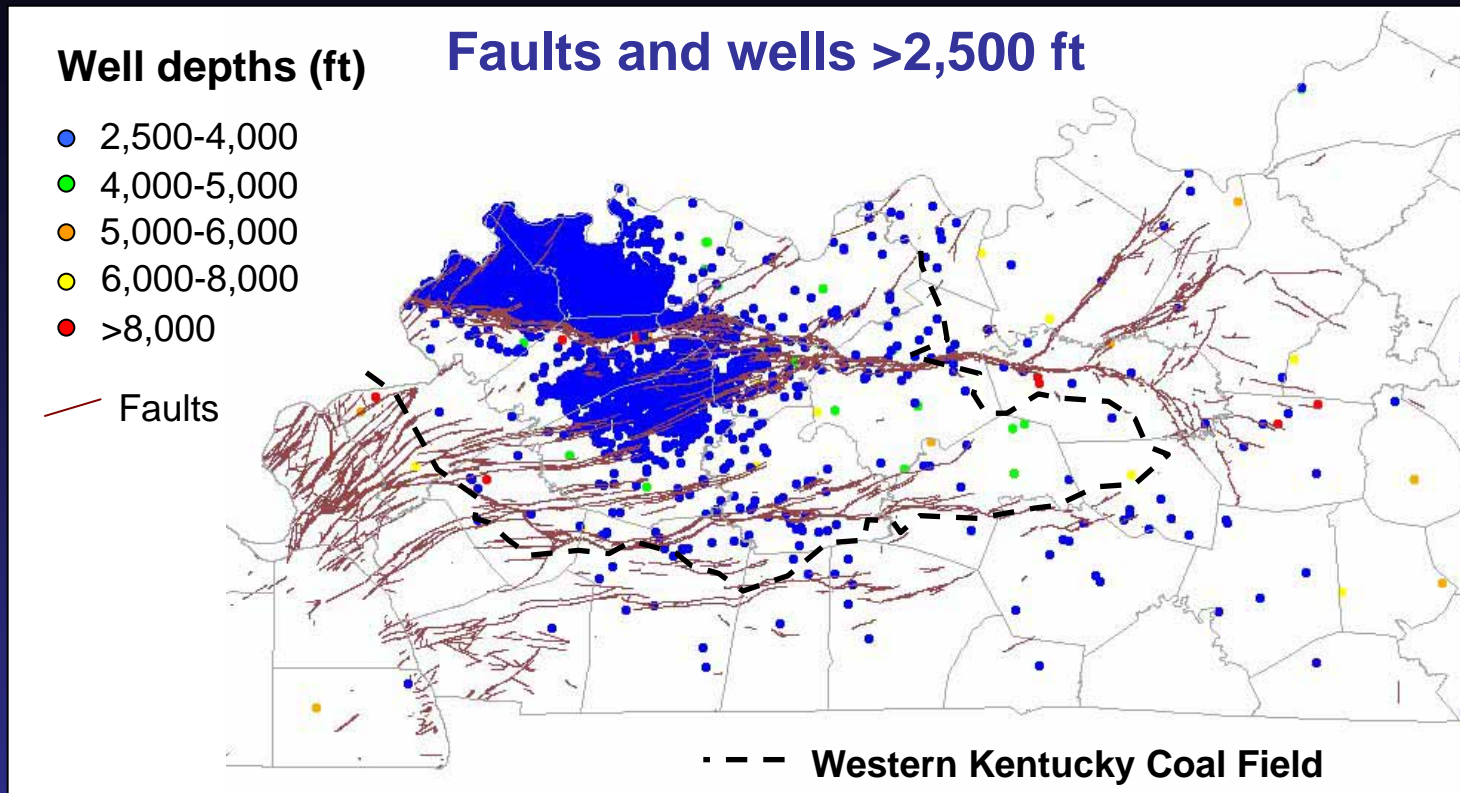 Faults and wells >2,500 ft
Well depths (ft)
2,500-4,000
4,000-5,000
5,000-6,000
6,000-8,000
>8,000
Faults
Western Kentucky Coal Field